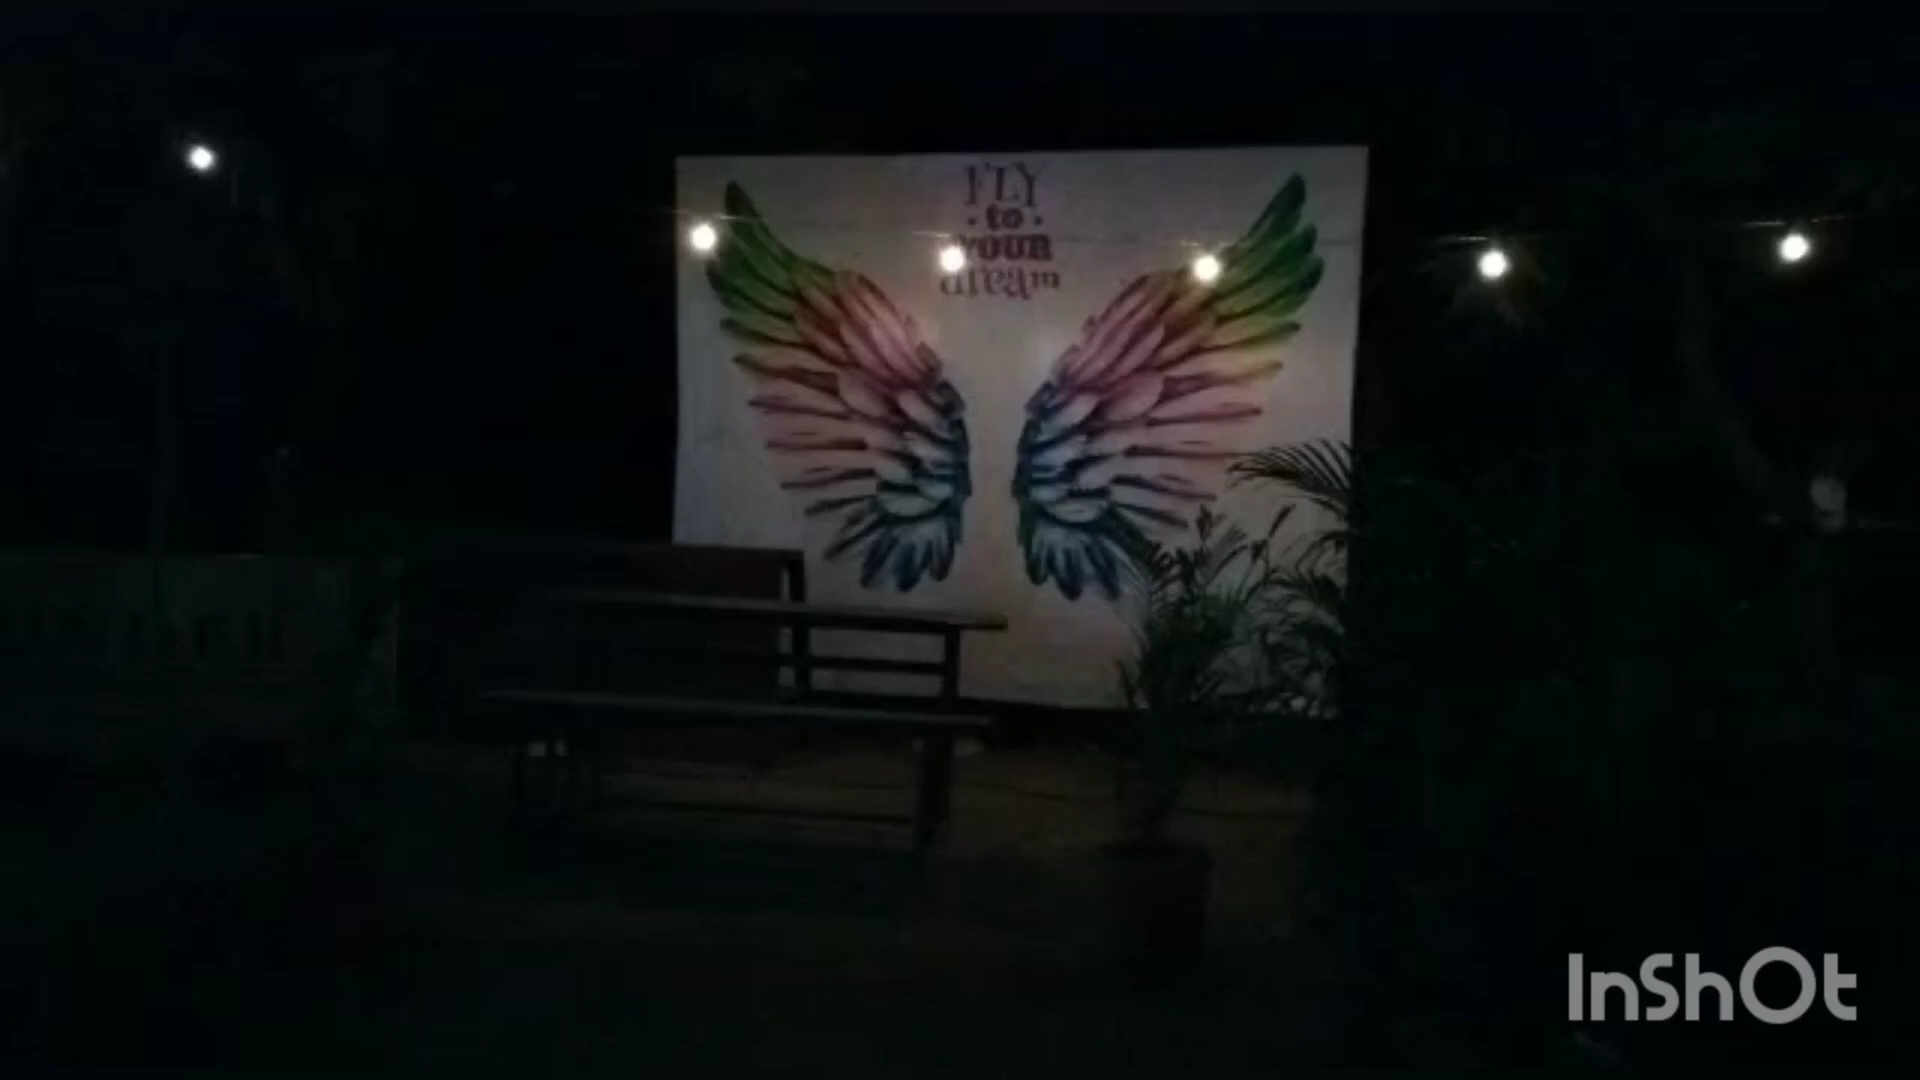 FLY
• to •
YOUR
dream
InShOt